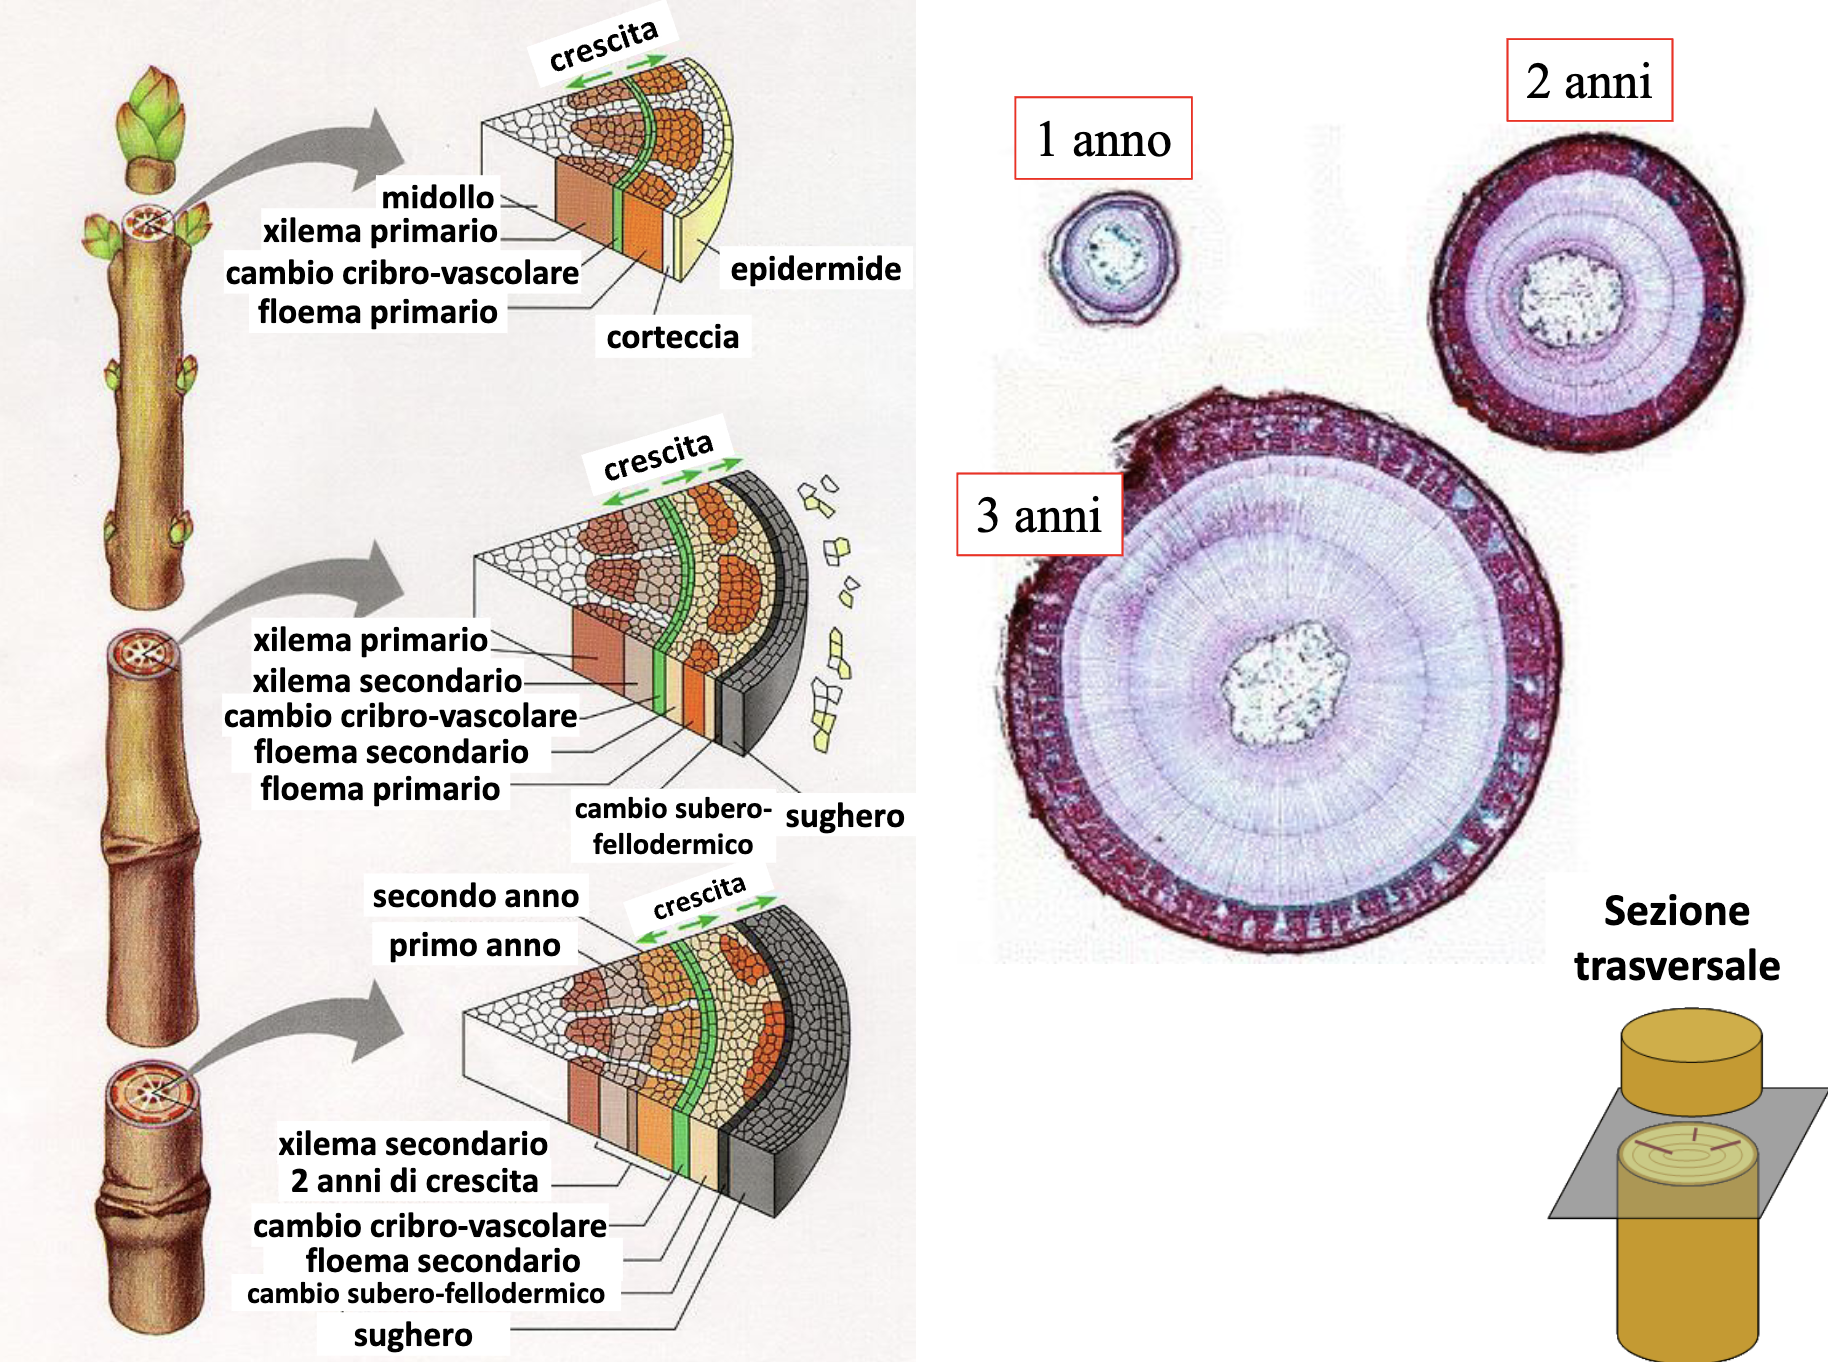 crescita
midollo
xilema primario
cambio cribro-vascolare
floema primario
epidermide
corteccia
crescita
xilema primario
xilema secondario
cambio cribro-vascolare
floema secondario
floema primario
cambio subero-
fellodermico
sughero
secondo anno
primo anno
crescita
xilema secondario
2 anni di crescita
cambio cribro-vascolare
floema secondario
cambio subero-fellodermico
sughero
1 anno
2 anni
3 anni
Sezione
trasversale